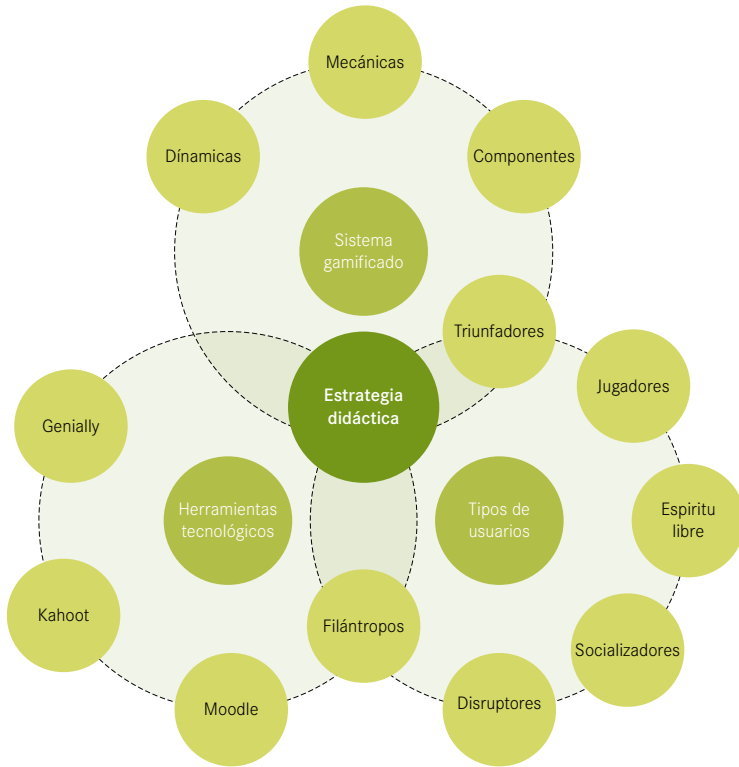 Mecánicas
Dínamicas
Componentes
Sistema
gamificado
Triunfadores
Jugadores
Estrategia
didáctica
Genially
Herramientas
tecnológicos
Tipos de
usuarios
Espiritu
libre
Kahoot
Filántropos
Socializadores
Moodle
Disruptores